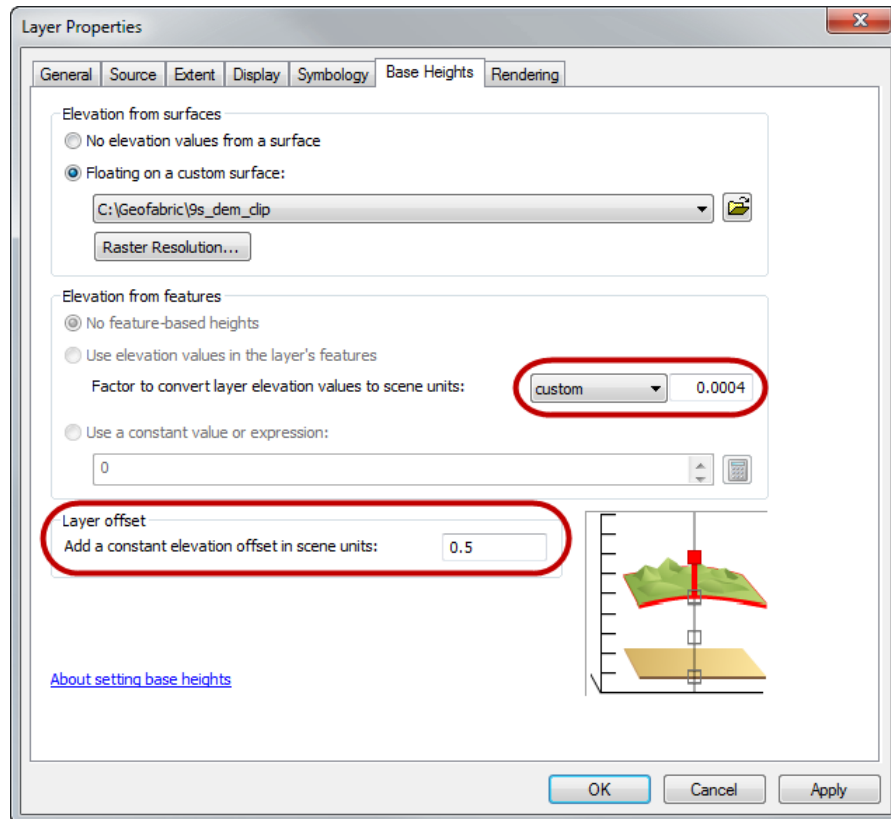 Layer Properties
General Source Extent Display Symbology Base Heights Rendering
Elevation from surfaces
No elevation values from a surface
Floating on a custom surface:
C:\Geofabric\9s_dem_clip
Raster Resolution...
Elevation from features
No feature-based heights
Use elevation values in the layer's features
Factor to convert layer elevation values to scene units: custom 0.0004
Use a constant value or expression:
0
Layer offset
Add a constant elevation offset in scene units: 0.5
About setting base heights
OK Cancel Apply